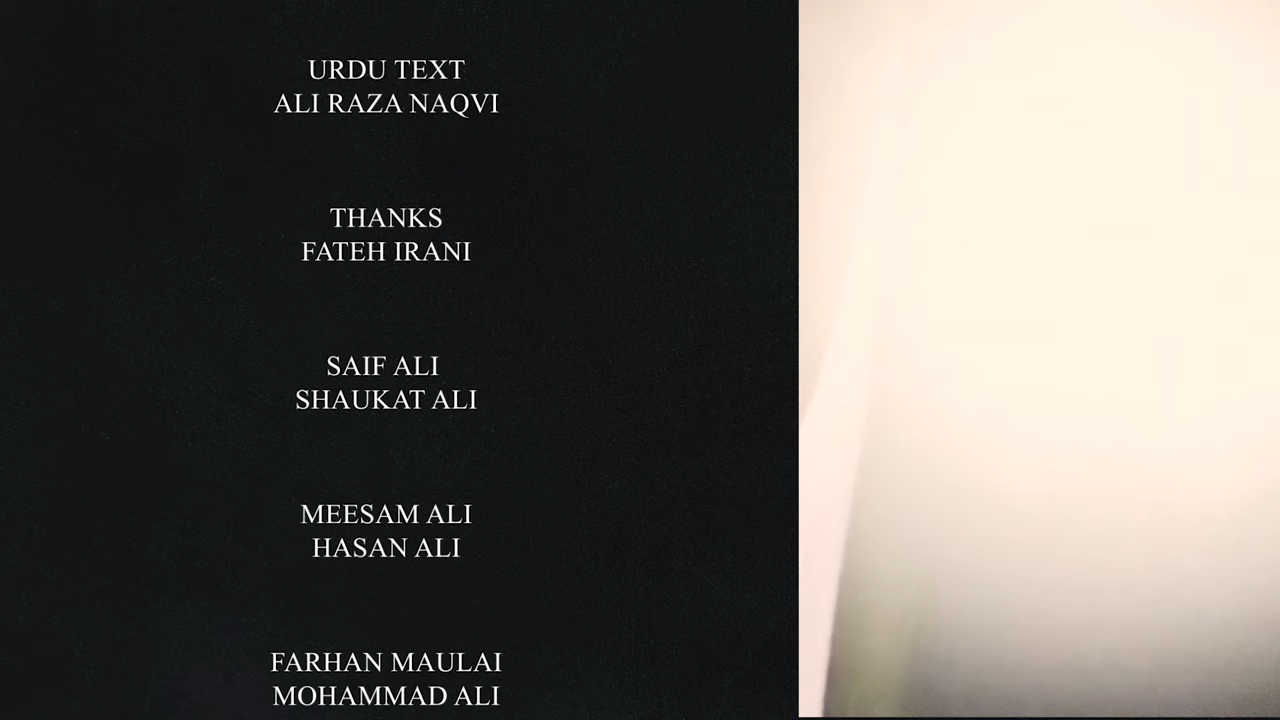 URDU TEXT
ALI RAZA NAQVI
THANKS
FATEH IRANI
SAIF ALI
SHAUKAT ALI
MEESAM ALI
HASAN ALI
FARHAN MAULAI
MOHAMMAD ALI